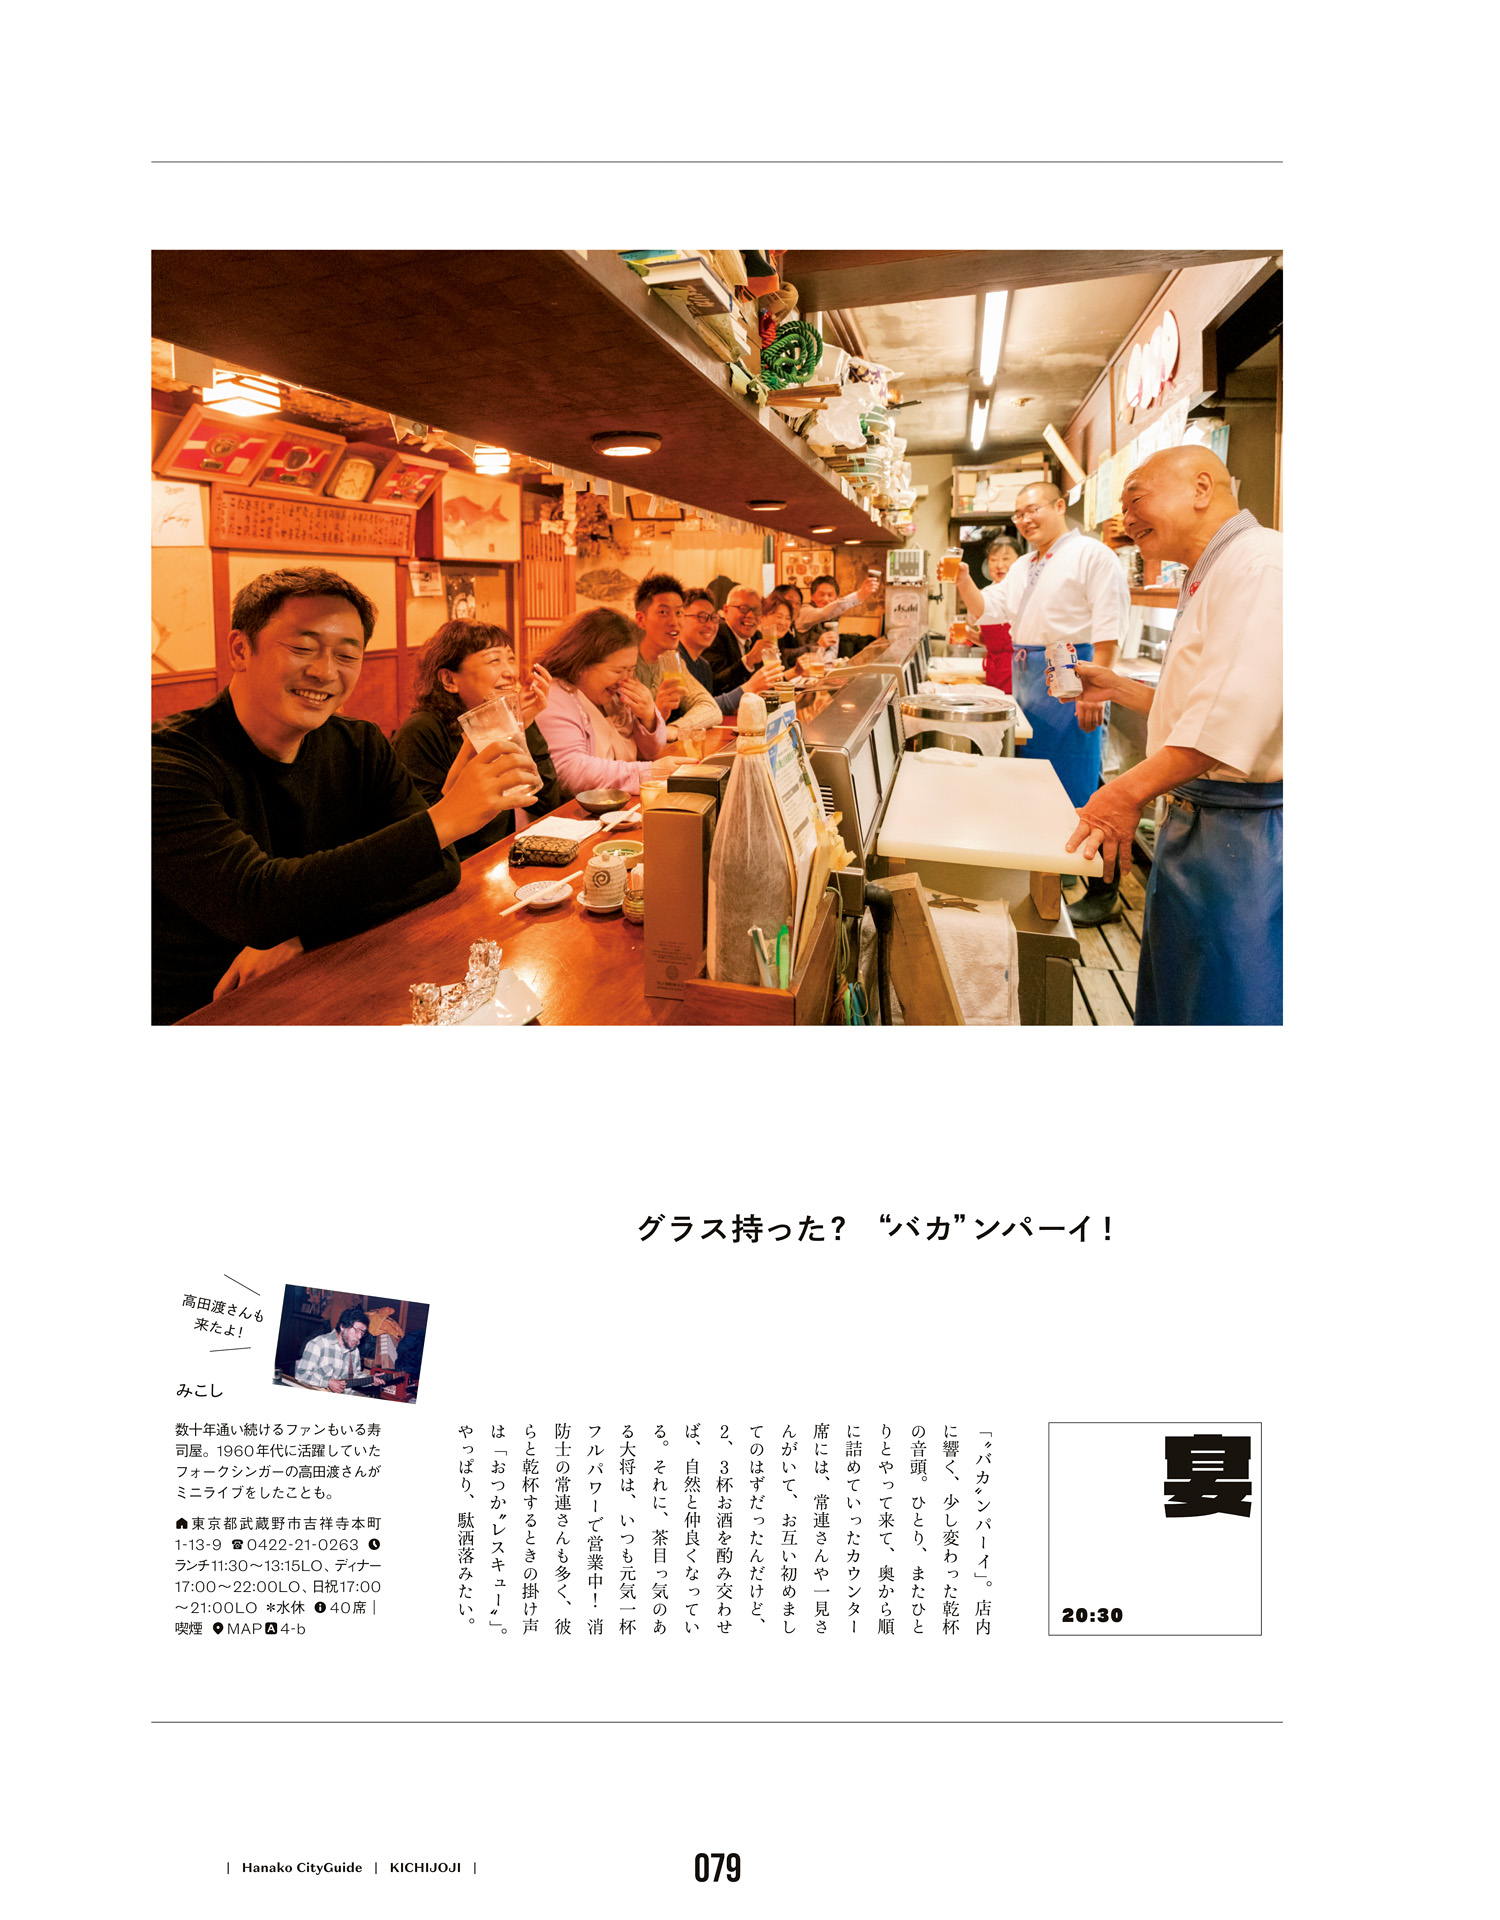 Asahi
グラス持った？ “バカ”ンパーイ！
宴
20:30
「〝バカ〟ンパーイ」。店内
に響く、少し変わった乾杯
の音頭。ひとり、またひと
りとやって来て、奥から順
に詰めていったカウンター
席には、常連さんや一見さ
んがいて、お互い初めまし
てのはずだったんだけど、
2、3杯お酒を酌み交わせ
ば、自然と仲良くなってい
る。それに、茶目っ気のあ
る大将は、いつも元気一杯
フルパワーで営業中！ 消
防士の常連さんも多く、彼
らと乾杯するときの掛け声
は「おつか〝レスキュー〟」。
やっぱり、駄洒落みたい。
高田渡さんも
来たよ！
みこし
数十年通い続けるファンもいる寿
司屋。1960年代に活躍していた
フォークシンガーの高田渡さんが
ミニライブをしたことも。
東京都武蔵野市吉祥寺本町
1-13-9 ☎0422-21-0263
ランチ11:30〜13:15LO、ディナー
17:00〜22:00LO、日祝17:00
〜21:00LO ＊水休 ❶40席｜
喫煙 MAP A 4-b
| Hanako CityGuide | KICHIJOJI |
079